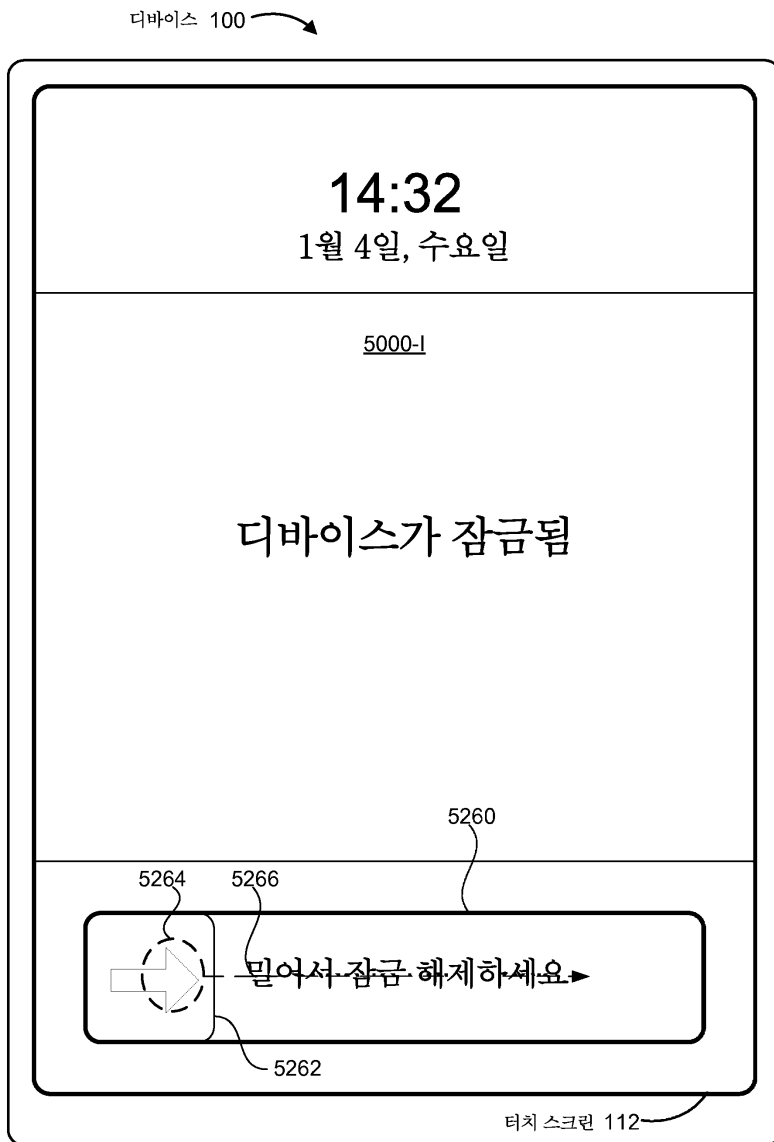 디바이스 100
14:32
1월 4일, 수요일
5000-I
디바이스가 잠금됨
5260
5264 5266
밀어서 잠금 해제하세요
5262
터치 스크린 112